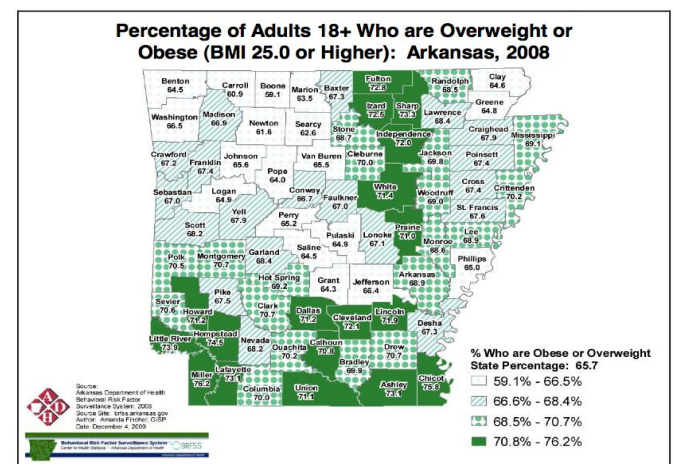 Percentage of Adults 18+ Who are Overweight or
Obese (BMI 25.0 or Higher): Arkansas, 2008
Benton
64.5
Carroll
60.9
Boone
59.1
Marion
63.5
Baxter
67.3
Fulton
72.8
Randolph
68.5
Clay
64.6
Izard
72.5
Sharp
73.3
Greene
64.8
Washington
66.5
Madison
66.9
Newton
61.6
Searcy
62.6
Stone
68.7
Lawrence
68.4
Independence
72.0
Craighead
67.9
Mississippi
69.1
Crawford
67.2
Franklin
67.4
Johnson
65.6
Pope
64.0
Van Buren
65.5
Cleburne
70.0
Jackson
69.8
Poinsett
67.4
Sebastian
67.0
Logan
64.9
Conway
66.7
Faulkner
67.0
White
71.4
Woodruff
69.0
Cross
67.4
Crittenden
70.2
St. Francis
67.6
Scott
68.2
Yell
67.9
Perry
65.2
Pulaski
64.9
Lonoke
67.1
Prairie
71.0
Monroe
68.6
Lee
68.9
Phillips
65.0
Polk
70.5
Montgomery
70.7
Garland
68.4
Saline
64.5
Hot Spring
69.2
Grant
64.3
Jefferson
66.4
Arkansas
68.9
Sevier
70.6
Howard
71.2
Pike
67.5
Clark
70.7
Dallas
71.2
Cleveland
72.1
Lincoln
71.9
Desha
67.3
Little River
73.9
Hempstead
74.5
Nevada
68.2
Ouachita
70.2
Calhoun
70.8
Bradley
69.9
Drew
70.7
Miller
76.2
Lafayette
73.1
Columbia
70.0
Union
71.1
Ashley
73.1
Chicot
75.8
% Who are Obese or Overweight
State Percentage: 65.7
59.1% - 66.5%
66.6% - 68.4%
68.5% - 70.7%
70.8% - 76.2%
ADH
Source:
Arkansas Department of Health
Behavioral Risk Factor
Surveillance System, 2008
Source Site: brfss.arkansas.gov
Author: Amanda Fincher, GISP
Date: December 4, 2009
Behavioral Risk Factor Surveillance System
Center for Health Statistics - Arkansas Department of Health
BRFSS